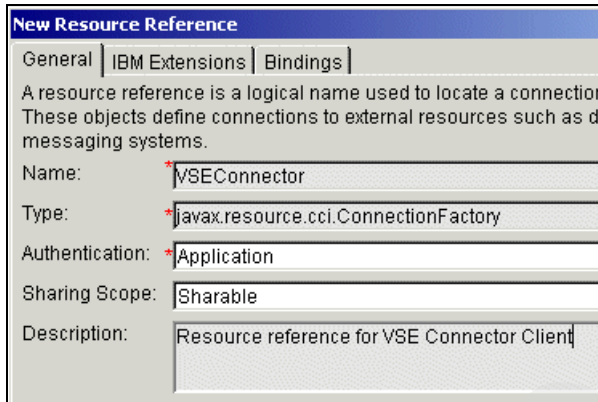 New Resource Reference
General IBM Extensions Bindings
A resource reference is a logical name used to locate a connection
These objects define connections to external resources such as d
messaging systems.
Name: *VSEConnector
Type: *javax.resource.cci.ConnectionFactory
Authentication: *Application
Sharing Scope: Sharable
Description: Resource reference for VSE Connector Client